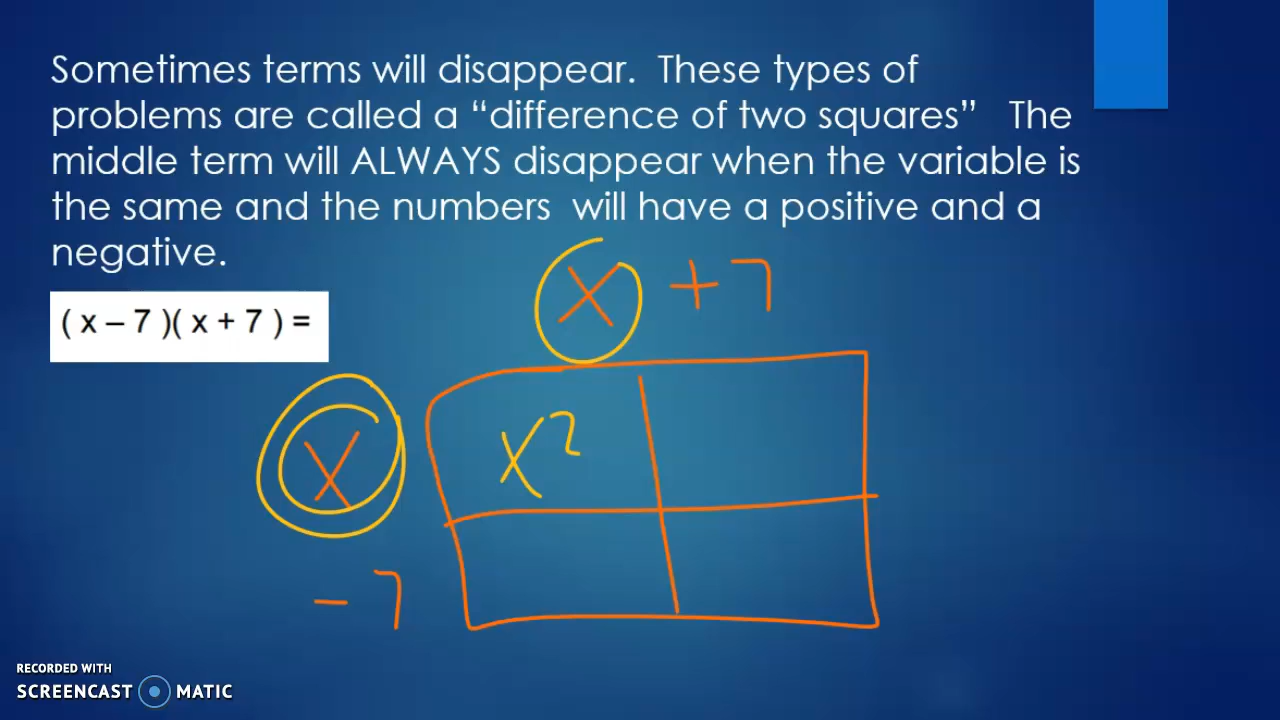 Sometimes terms will disappear.  These types of
problems are called a “difference of two squares”   The
middle term will ALWAYS disappear when the variable is
the same and the numbers  will have a positive and a
negative.
( x – 7 )( x + 7 ) =
X + 7
X
X²
- 7
RECORDED WITH
SCREENCAST MATIC